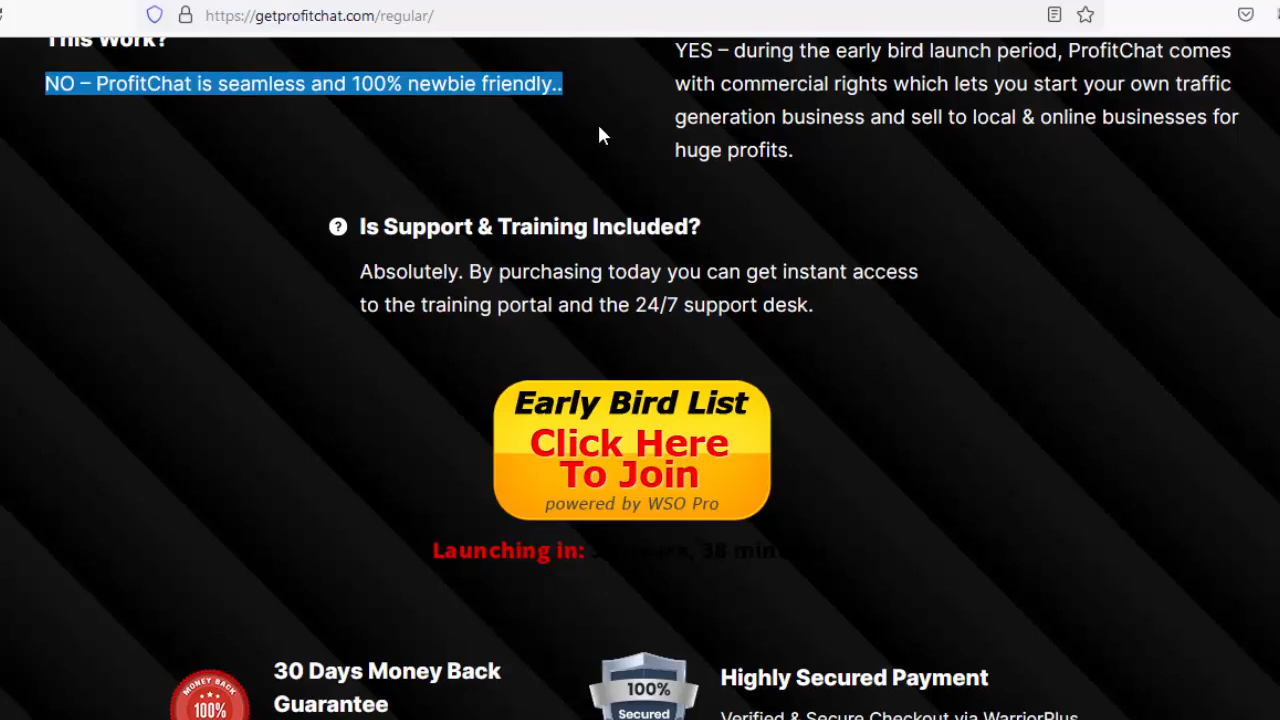 https://getprofitchat.com/regular/
This Work?
NO – ProfitChat is seamless and 100% newbie friendly..
YES – during the early bird launch period, ProfitChat comes
with commercial rights which lets you start your own traffic
generation business and sell to local & online businesses for
huge profits.
Is Support & Training Included?
Absolutely. By purchasing today you can get instant access
to the training portal and the 24/7 support desk.
Early Bird List
Click Here
To Join
powered by WSO Pro
Launching in: 38
30 Days Money Back
Guarantee
MONEY BACK
100%
100%
Secured
Highly Secured Payment
Verified & Secure Checkout via WarriorPlus